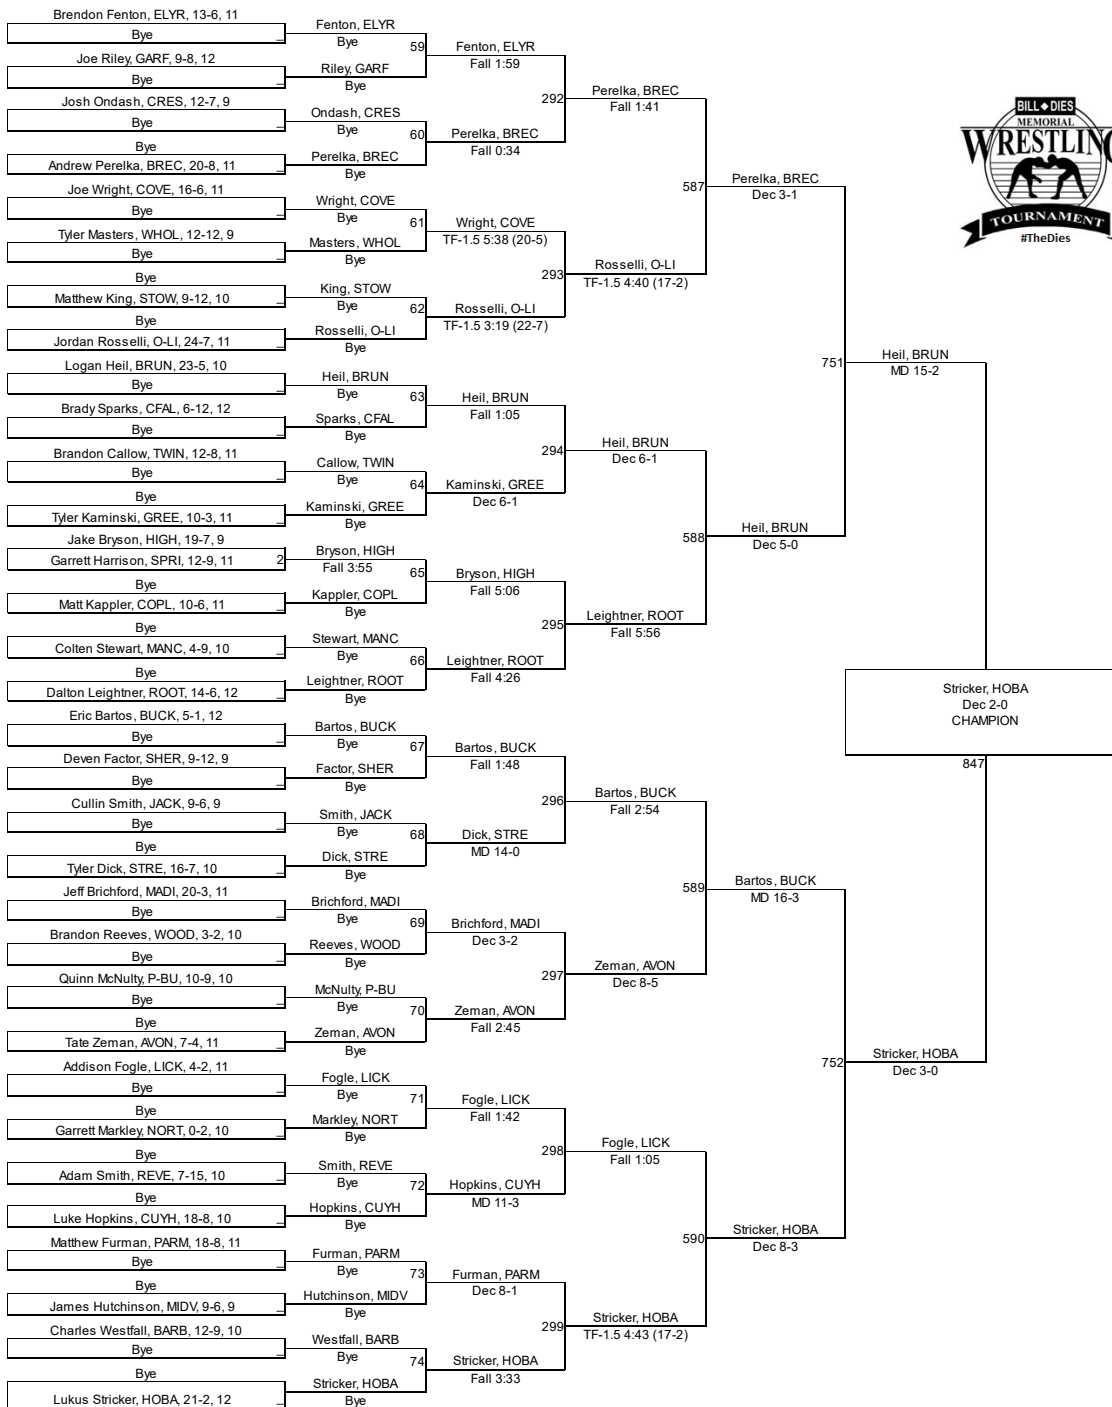 Brendon Fenton, ELYR, 13-6, 11
Bye
Joe Riley, GARF, 9-8, 12
Bye
Josh Ondash, CRES, 12-7, 9
Bye
Bye
Andrew Perelka, BREC, 20-8, 11
Joe Wright, COVE, 16-6, 11
Bye
Tyler Masters, WHOL, 12-12, 9
Bye
Bye
Matthew King, STOW, 9-12, 10
Bye
Jordan Rosselli, O-LI, 24-7, 11
Logan Heil, BRUN, 23-5, 10
Bye
Brady Sparks, CFAL, 6-12, 12
Bye
Brandon Callow, TWIN, 12-8, 11
Bye
Bye
Tyler Kaminski, GREE, 10-3, 11
Jake Bryson, HIGH, 19-7, 9
Garrett Harrison, SPRI, 12-9, 11
2
Bye
Matt Kappler, COPL, 10-6, 11
Bye
Colten Stewart, MANC, 4-9, 10
Bye
Dalton Leightner, ROOT, 14-6, 12
Eric Bartos, BUCK, 5-1, 12
Bye
Deven Factor, SHER, 9-12, 9
Bye
Cullin Smith, JACK, 9-6, 9
Bye
Bye
Tyler Dick, STRE, 16-7, 10
Jeff Brichford, MADI, 20-3, 11
Bye
Brandon Reeves, WOOD, 3-2, 10
Bye
Quinn McNulty, P-BU, 10-9, 10
Bye
Bye
Tate Zeman, AVON, 7-4, 11
Addison Fogle, LICK, 4-2, 11
Bye
Bye
Garrett Markley, NORT, 0-2, 10
Bye
Adam Smith, REVE, 7-15, 10
Bye
Luke Hopkins, CUYH, 18-8, 10
Matthew Furman, PARM, 18-8, 11
Bye
Bye
James Hutchinson, MIDV, 9-6, 9
Charles Westfall, BARB, 12-9, 10
Bye
Bye
Lukus Stricker, HOBA, 21-2, 12
Fenton, ELYR
Bye
59
Riley, GARF
Bye
Ondash, CRES
Bye
60
Perelka, BREC
Bye
Wright, COVE
Bye
61
Masters, WHOL
Bye
King, STOW
Bye
62
Rosselli, O-LI
Bye
Heil, BRUN
Bye
63
Sparks, CFAL
Bye
Callow, TWIN
Bye
64
Kaminski, GREE
Bye
Bryson, HIGH
Fall 3:55
65
Kappler, COPL
Bye
Stewart, MANC
Bye
66
Leightner, ROOT
Bye
Bartos, BUCK
Bye
67
Factor, SHER
Bye
Smith, JACK
Bye
68
Dick, STRE
Bye
Brichford, MADI
Bye
69
Reeves, WOOD
Bye
McNulty, P-BU
Bye
70
Zeman, AVON
Bye
Fogle, LICK
Bye
71
Markley, NORT
Bye
Smith, REVE
Bye
72
Hopkins, CUYH
Bye
Furman, PARM
Bye
73
Hutchinson, MIDV
Bye
Westfall, BARB
Bye
74
Stricker, HOBA
Bye
Fenton, ELYR
Fall 1:59
292
Perelka, BREC
Fall 0:34
Wright, COVE
TF-1.5 5:38 (20-5)
293
Rosselli, O-LI
TF-1.5 3:19 (22-7)
Heil, BRUN
Fall 1:05
294
Kaminski, GREE
Dec 6-1
Bryson, HIGH
Fall 5:06
295
Leightner, ROOT
Fall 4:26
Bartos, BUCK
Fall 1:48
296
Dick, STRE
MD 14-0
Brichford, MADI
Dec 3-2
297
Zeman, AVON
Fall 2:45
Fogle, LICK
Fall 1:42
298
Hopkins, CUYH
MD 11-3
Furman, PARM
Dec 8-1
299
Stricker, HOBA
Fall 3:33
Perelka, BREC
Fall 1:41
587
Rosselli, O-LI
TF-1.5 4:40 (17-2)
Heil, BRUN
Dec 6-1
588
Leightner, ROOT
Fall 5:56
Bartos, BUCK
Fall 2:54
589
Zeman, AVON
Dec 8-5
Fogle, LICK
Fall 1:05
590
Stricker, HOBA
TF-1.5 4:43 (17-2)
Perelka, BREC
Dec 3-1
751
Heil, BRUN
Dec 5-0
Bartos, BUCK
MD 16-3
752
Stricker, HOBA
Dec 8-3
Heil, BRUN
MD 15-2
Stricker, HOBA
Dec 3-0
Stricker, HOBA
Dec 2-0
CHAMPION
847
BILL DIES
MEMORIAL
WRESTLING
TOURNAMENT
#TheDies